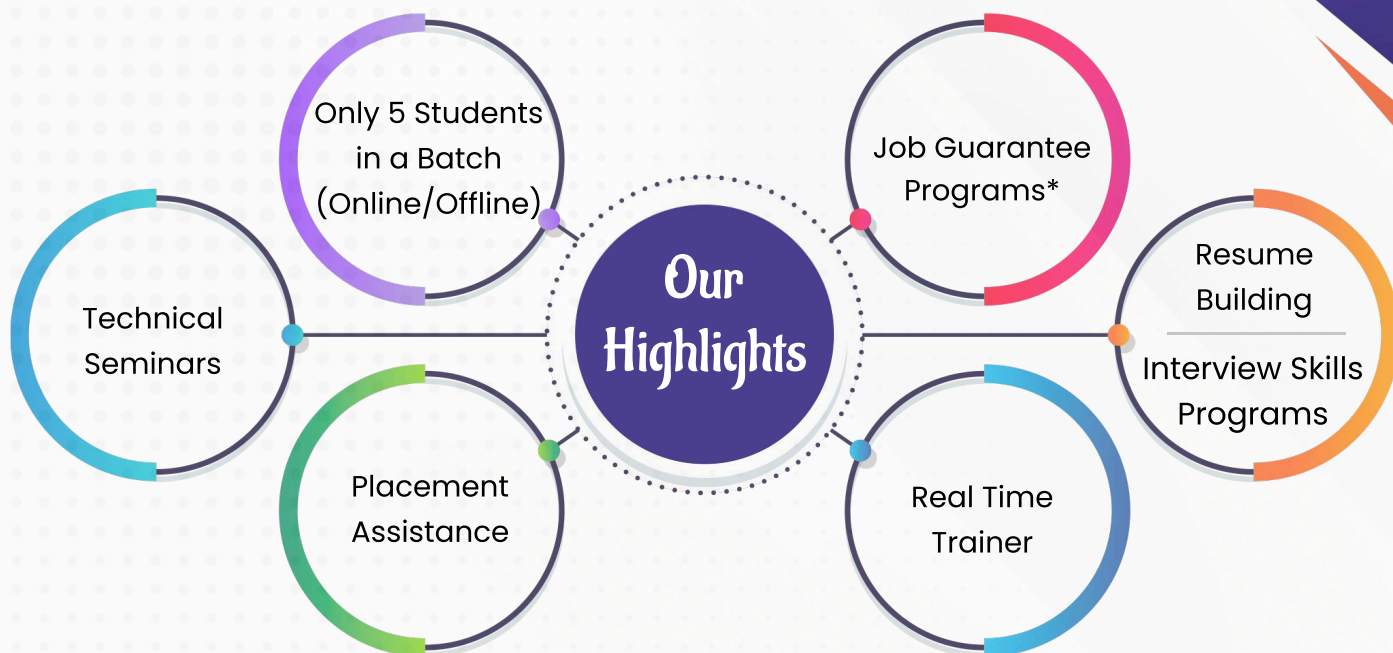 Only 5 Students
in a Batch
(Online/Offline)
Job Guarantee
Programs*
Technical
Seminars
Our
Highlights
Resume
Building
Interview Skills
Programs
Placement
Assistance
Real Time
Trainer